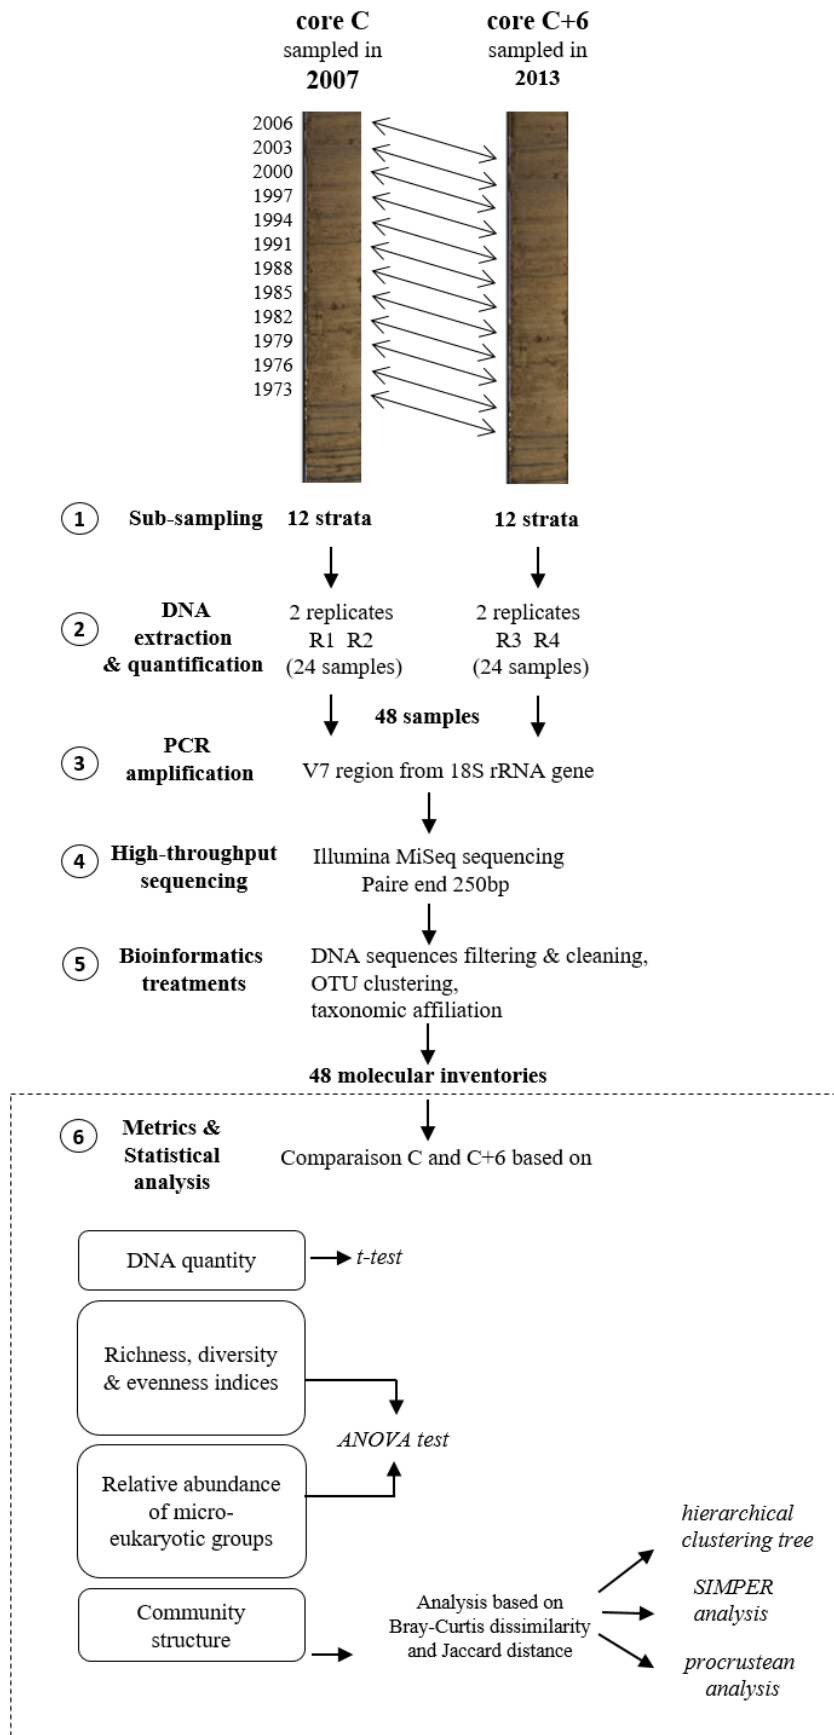 core C
sampled in
2007
core C+6
sampled in
2013
2006
2003
2000
1997
1994
1991
1988
1985
1982
1979
1976
1973
1
Sub-sampling
12 strata
12 strata
2
DNA
extraction
& quantification
2 replicates
R1 R2
(24 samples)
2 replicates
R3 R4
(24 samples)
48 samples
3
PCR
amplification
V7 region from 18S rRNA gene
4
High-throughput
sequencing
Illumina MiSeq sequencing
Paire end 250bp
5
Bioinformatics
treatments
DNA sequences filtering & cleaning,
OTU clustering,
taxonomic affiliation
48 molecular inventories
6
Metrics &
Statistical
analysis
Comparaison C and C+6 based on
DNA quantity
t-test
Richness, diversity
& evenness indices
ANOVA test
Relative abundance
of micro-
eukaryotic groups
Community
structure
Analysis based on
Bray-Curtis dissimilarity
and Jaccard distance
hierarchical
clustering tree
SIMPER
analysis
procrustean
analysis